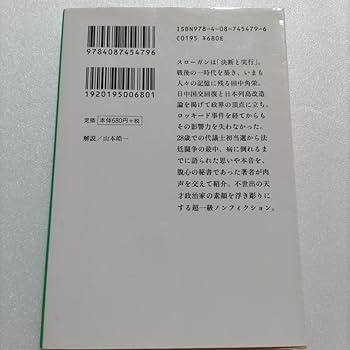 ISBN978-4-08-745479-6
C0195 ¥680E
9784087454796
1920195006801
定価 本体680円+税
解説/山本皓一
スローガンは「決断と実行」。
戦後の一時代を築き、いまも
人々の記憶に残る田中角栄。
日中国交回復と日本列島改造
論を掲げて政界の頂点に立ち、
ロッキード事件を経てからも
その影響力を失わなかった。
28歳での代議士初当選から法
廷闘争の最中、病に倒れるま
でに語られた思いや本音を、
腹心の秘書であった著者が肉
声を交えて紹介。不世出の天
才政治家の素顔を浮き彫りに
する超一級ノンフィクション。